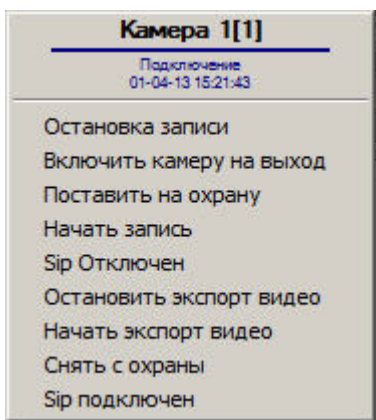 Камера 1[1]
Подключение
01-04-13 15:21:43
Остановка записи
Включить камеру на выход
Поставить на охрану
Начать запись
Sip Отключен
Остановить экспорт видео
Начать экспорт видео
Снять с охраны
Sip подключен